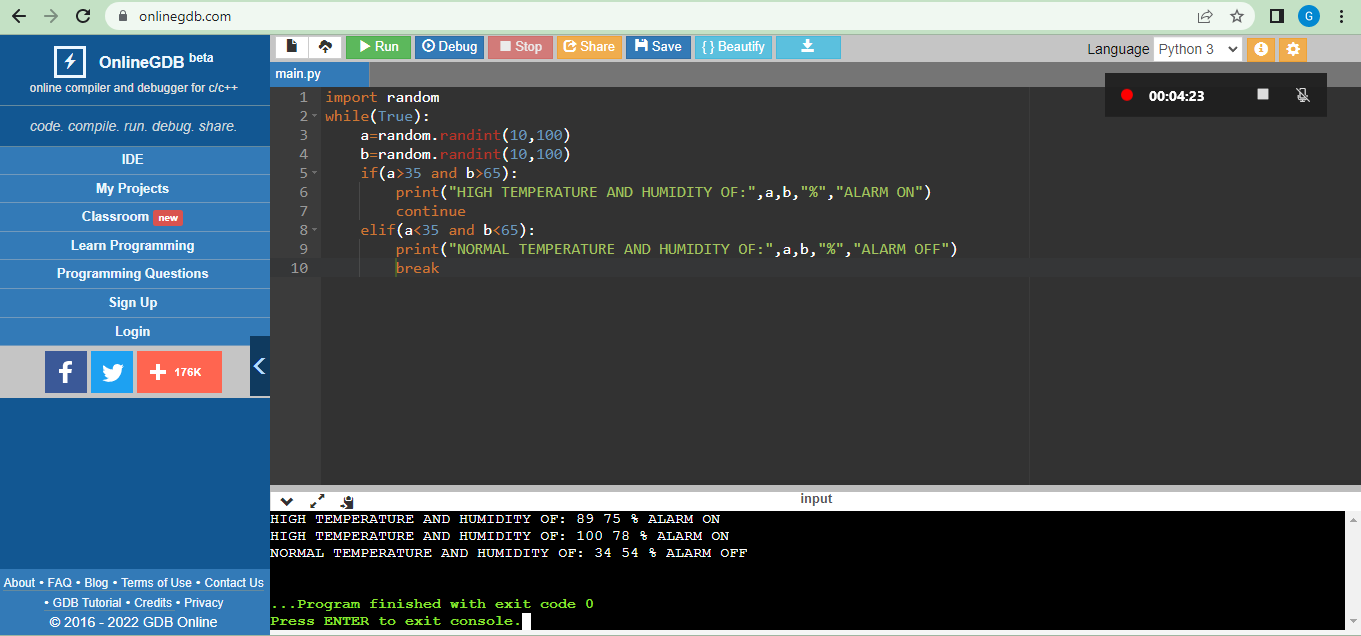 onlinegdb.com
G
OnlineGDB beta
online compiler and debugger for c/c++
code. compile. run. debug. share.
IDE
My Projects
Classroom new
Learn Programming
Programming Questions
Sign Up
Login
f
176K
About • FAQ • Blog • Terms of Use • Contact Us
• GDB Tutorial • Credits • Privacy
© 2016 - 2022 GDB Online
Run Debug Stop Share Save { } Beautify
Language Python 3
main.py
00:04:23
1 import random
2 while(True):
3 a=random.randint(10,100)
4 b=random.randint(10,100)
5 if(a>35 and b>65):
6 print("HIGH TEMPERATURE AND HUMIDITY OF:",a,b,"%","ALARM ON")
7 continue
8 elif(a<35 and b<65):
9 print("NORMAL TEMPERATURE AND HUMIDITY OF:",a,b,"%","ALARM OFF")
10 break
input
HIGH TEMPERATURE AND HUMIDITY OF: 89 75 % ALARM ON
HIGH TEMPERATURE AND HUMIDITY OF: 100 78 % ALARM ON
NORMAL TEMPERATURE AND HUMIDITY OF: 34 54 % ALARM OFF
...Program finished with exit code 0
Press ENTER to exit console.